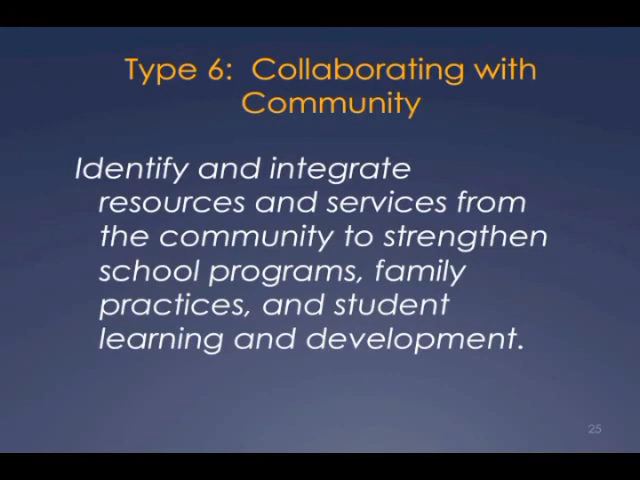 Type 6:  Collaborating with
Community
Identify and integrate
resources and services from
the community to strengthen
school programs, family
practices, and student
learning and development.
25